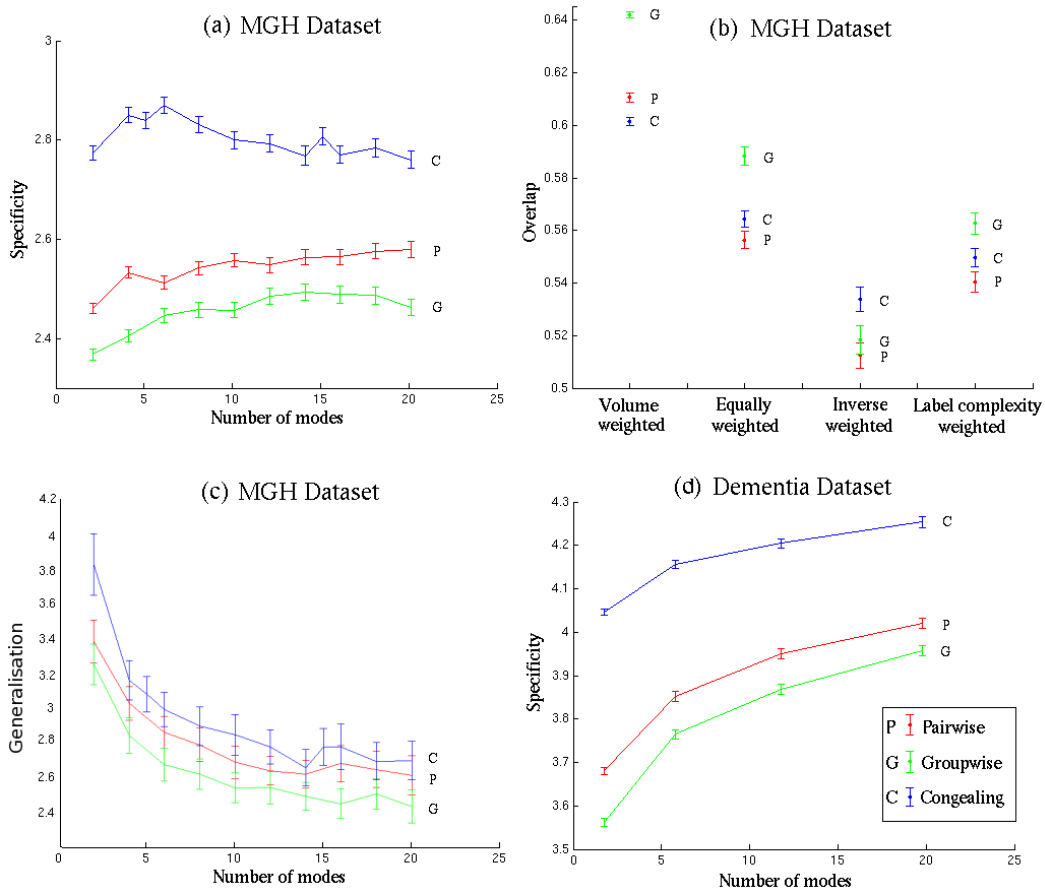 (a) MGH Dataset
3
2.8
2.6
2.4
Specificity
C
P
G
0 5 10 15 20 25
Number of modes
(b) MGH Dataset
0.64
0.62
0.6
0.58
0.56
0.54
0.52
0.5
Overlap
G
P
C
G
C
P
C
G
P
G
C
P
Volume weighted
Equally weighted
Inverse weighted
Label complexity weighted
(c) MGH Dataset
4.2
4
3.8
3.6
3.4
3.2
3
2.8
2.6
2.4
Generalisation
C
P
G
0 5 10 15 20 25
Number of modes
(d) Dementia Dataset
4.3
4.2
4.1
4
3.9
3.8
3.7
3.6
3.5
Specificity
C
P
G
P Pairwise
G Groupwise
C Congealing
0 5 10 15 20 25
Number of modes